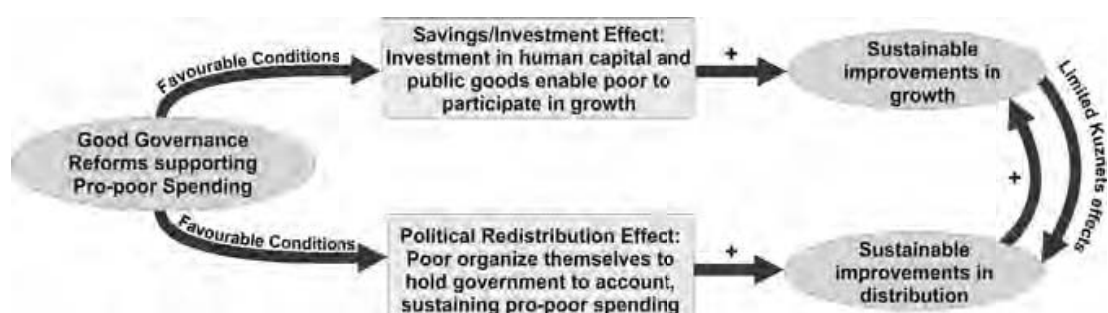 Favourable Conditions
Savings/Investment Effect:
Investment in human capital and
public goods enable poor to
participate in growth
+
Sustainable
improvements in
growth
Limited Kuznets effects
Good Governance
Reforms supporting
Pro-poor Spending
+
Favourable Conditions
Political Redistribution Effect:
Poor organize themselves to
hold government to account,
sustaining pro-poor spending
+
Sustainable
improvements in
distribution